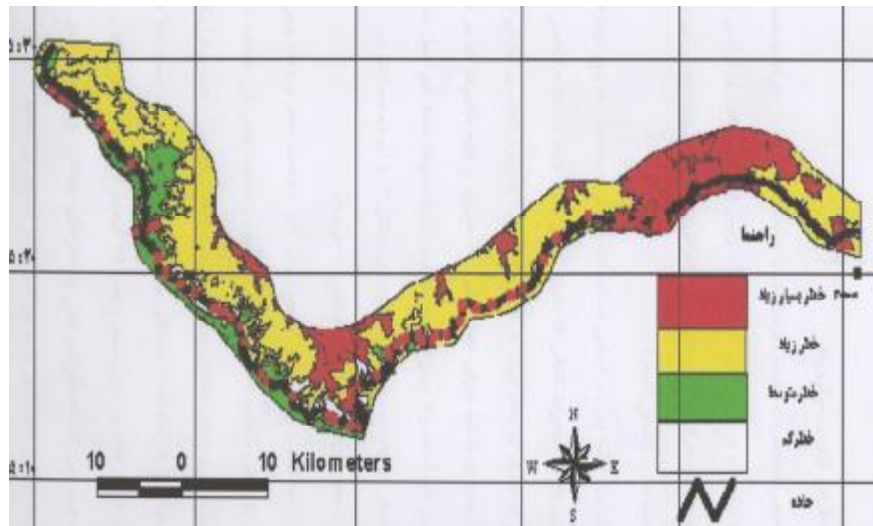 راهنما
خطر بسیار زیاد
خطر زیاد
خطر متوسط
خطر کم
جاده
10 0 10 Kilometers
N
W E
S